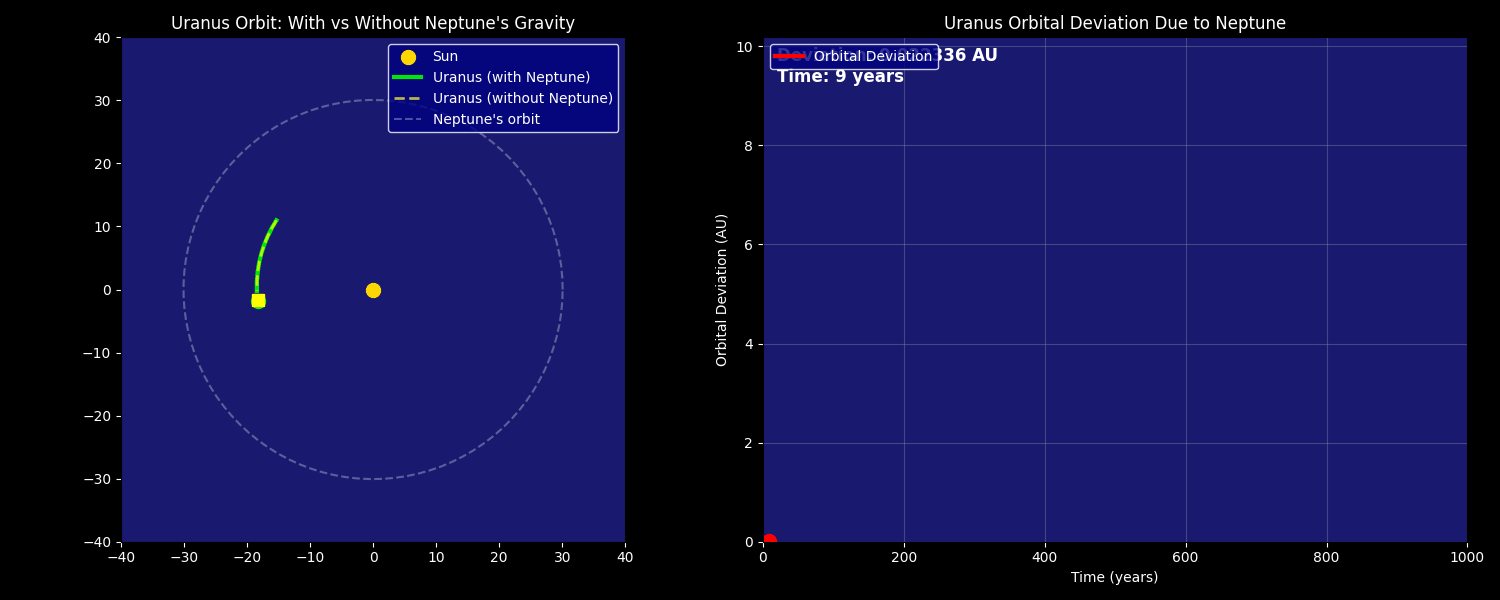 Uranus Orbit: With vs Without Neptune's Gravity
40
30
20
10
0
−10
−20
−30
−40
−40 −30 −20 −10 0 10 20 30 40
Sun
Uranus (with Neptune)
Uranus (without Neptune)
Neptune's orbit
Uranus Orbital Deviation Due to Neptune
Orbital Deviation (AU)
10
8
6
4
2
0
Deviation: 336 AU
Orbital Deviation
Time: 9 years
0 200 400 600 800 1000
Time (years)